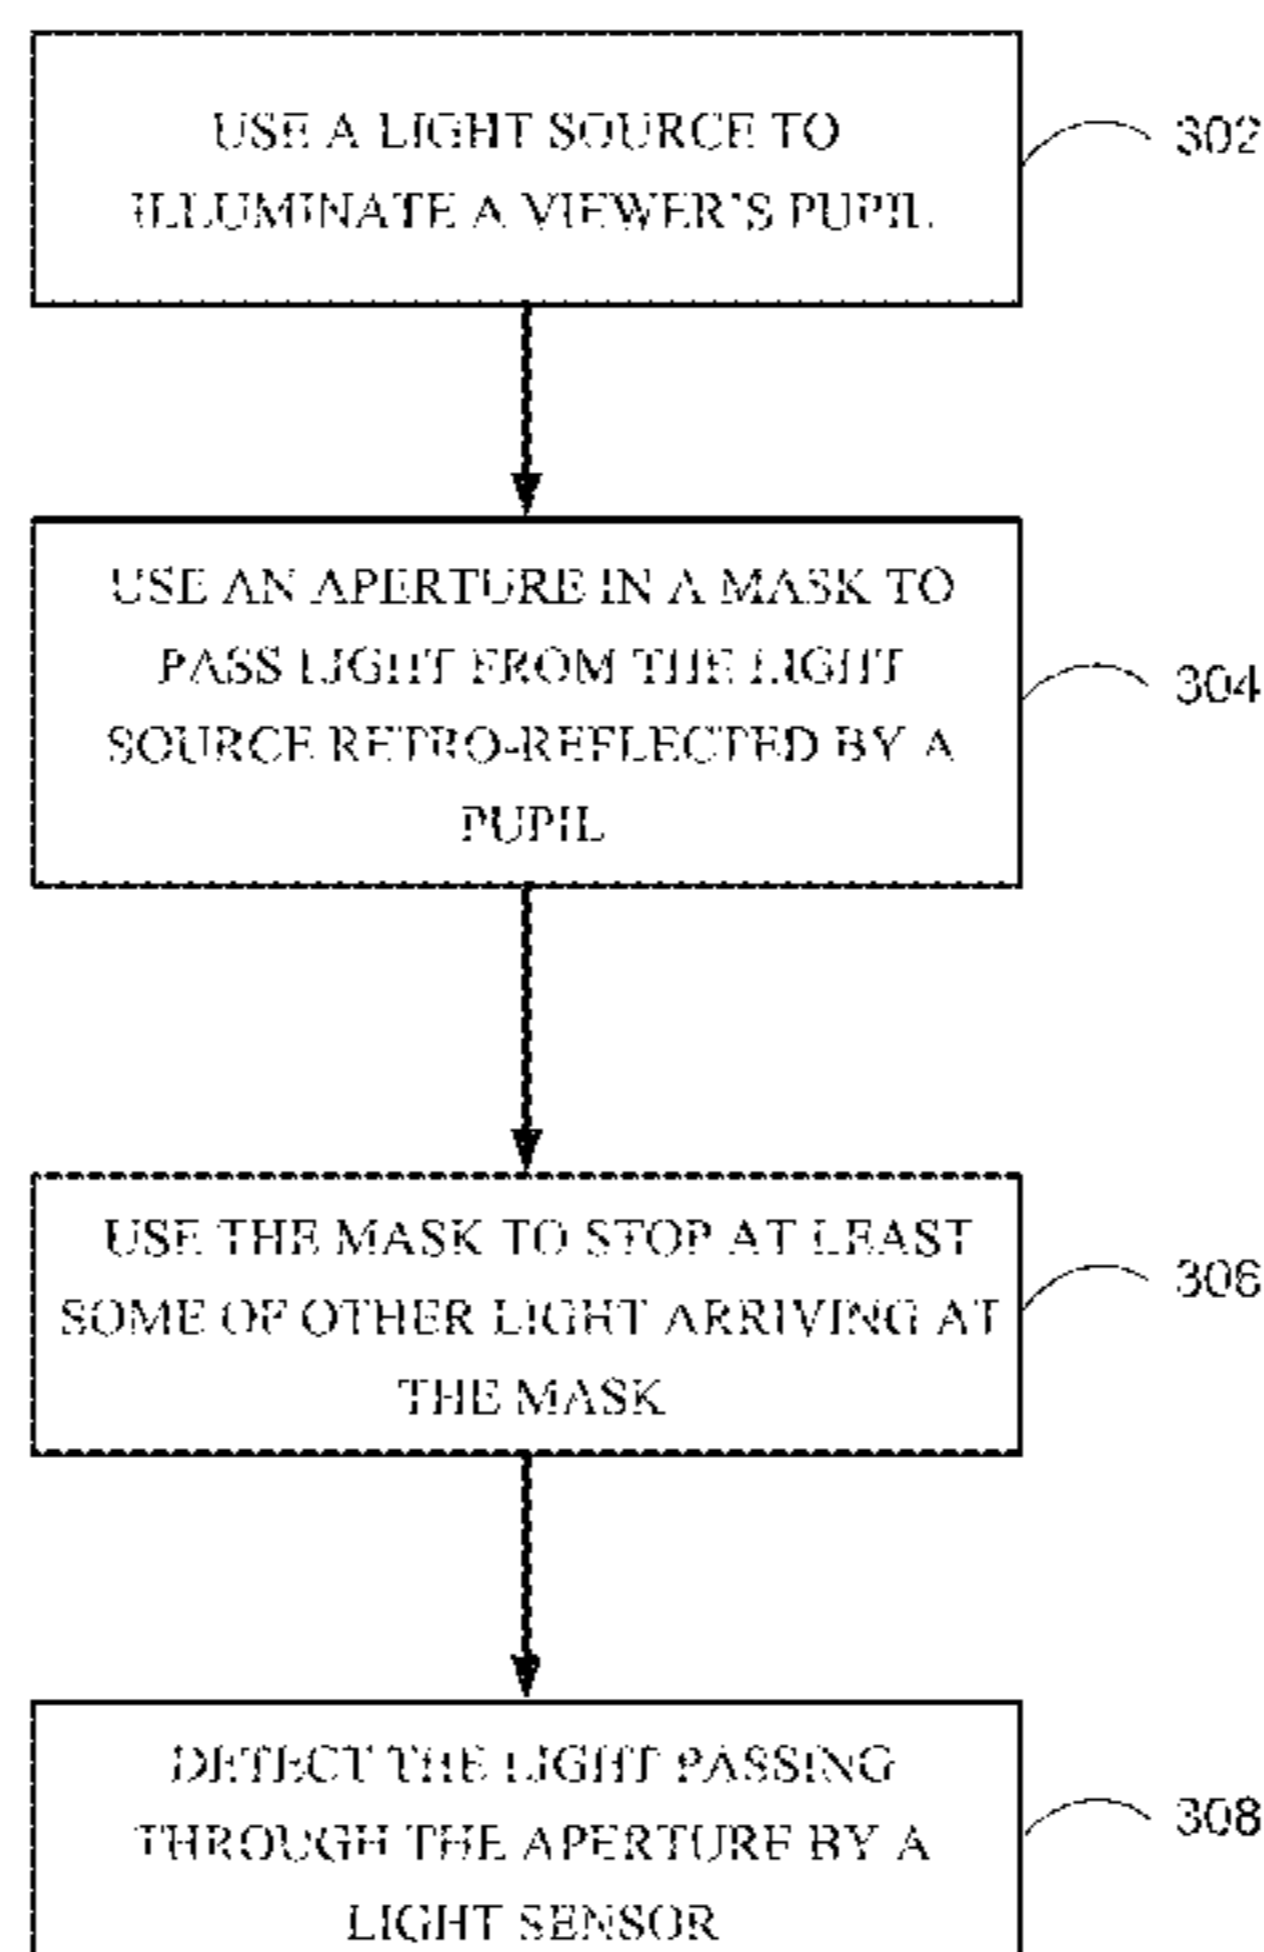 USE A LIGHT SOURCE TO
ILLUMINATE A VIEWER'S PUPIL
302
USE AN APERTURE IN A MASK TO
PASS LIGHT FROM THE LIGHT
SOURCE RETRO-REFLECTED BY A
PUPIL
304
USE THE MASK TO STOP AT LEAST
SOME OF OTHER LIGHT ARRIVING AT
THE MASK
306
DETECT THE LIGHT PASSING
THROUGH THE APERTURE BY A
LIGHT SENSOR
308